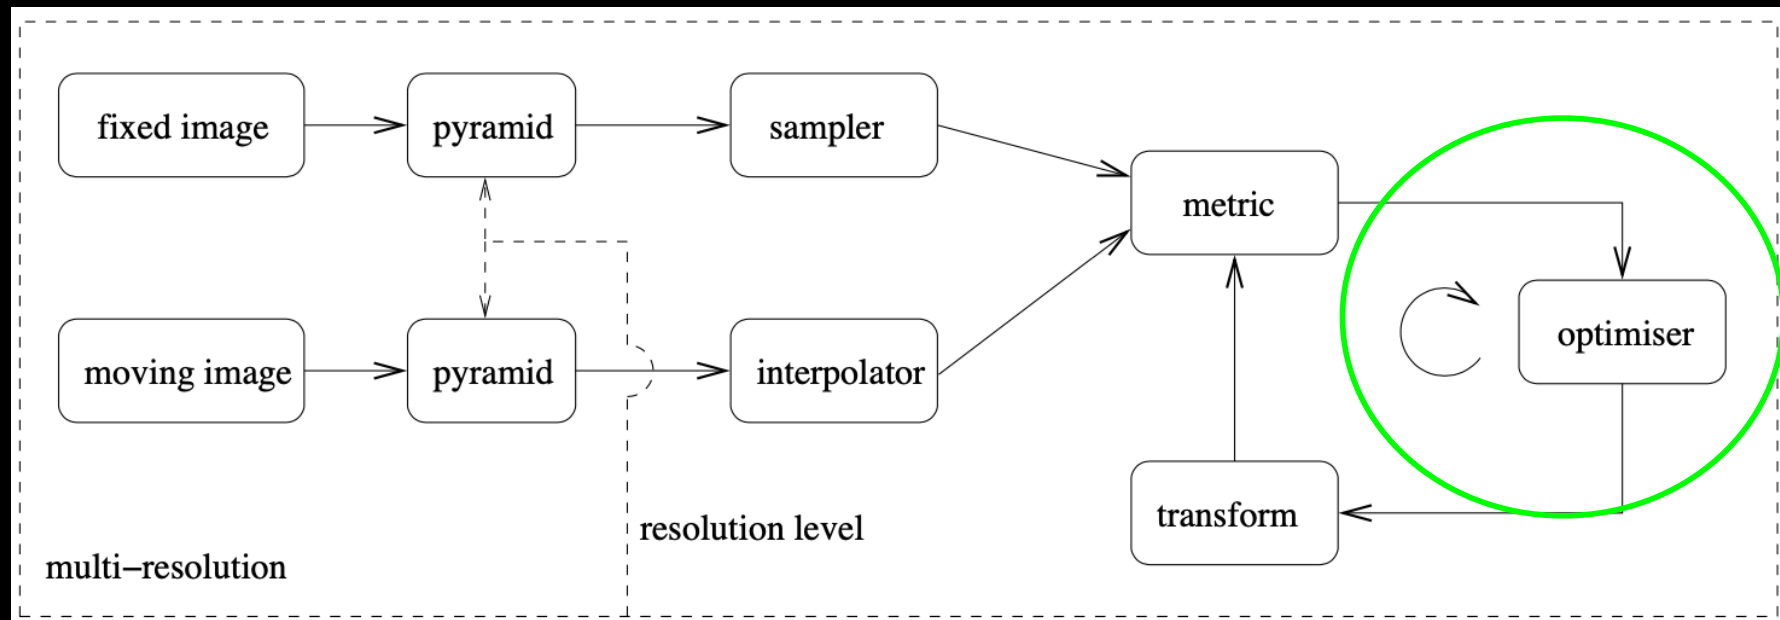 fixed image
pyramid
sampler
metric
optimiser
moving image
pyramid
interpolator
transform
resolution level
multi−resolution